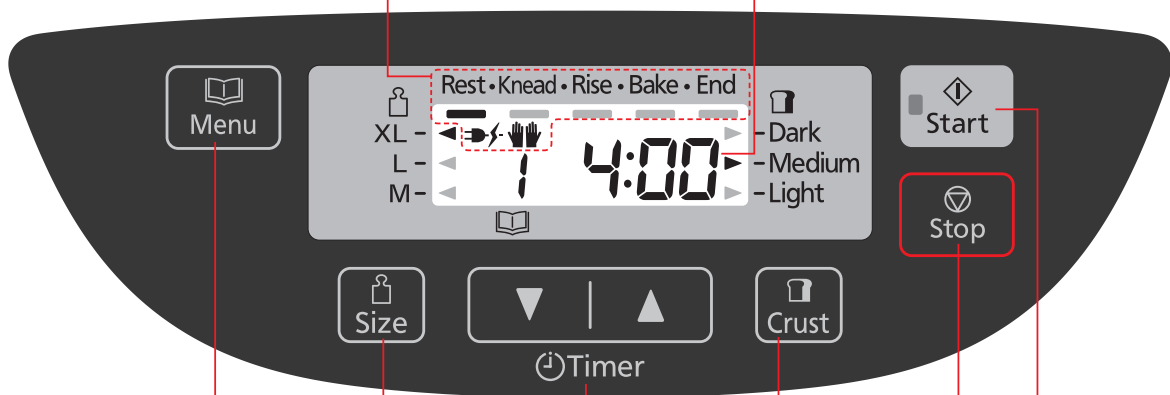 Menu
Rest • Knead • Rise • Bake • End
XL -
L -
M -
1 4:00
- Dark
- Medium
- Light
Start
Stop
Size
Timer
Crust